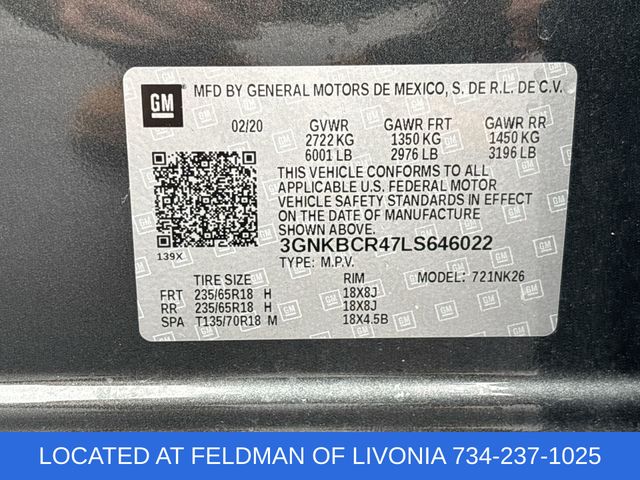 GM MFD BY GENERAL MOTORS DE MEXICO, S. DE R.L. DE C.V.
02/20 GVWR GAWR FRT GAWR RR
2722 KG 1350 KG 1450 KG
6001 LB 2976 LB 3196 LB
THIS VEHICLE CONFORMS TO ALL
APPLICABLE U.S. FEDERAL MOTOR
VEHICLE SAFETY STANDARDS IN EFFECT
ON THE DATE OF MANUFACTURE
SHOWN ABOVE.
3GNKBCR47LS646022
139X TYPE: M.P.V.
TIRE SIZE RIM MODEL: 721NK26
FRT 235/65R18 H 18X8J
RR 235/65R18 H 18X8J
SPA T135/70R18 M 18X4.5B
LOCATED AT FELDMAN OF LIVONIA 734-237-1025